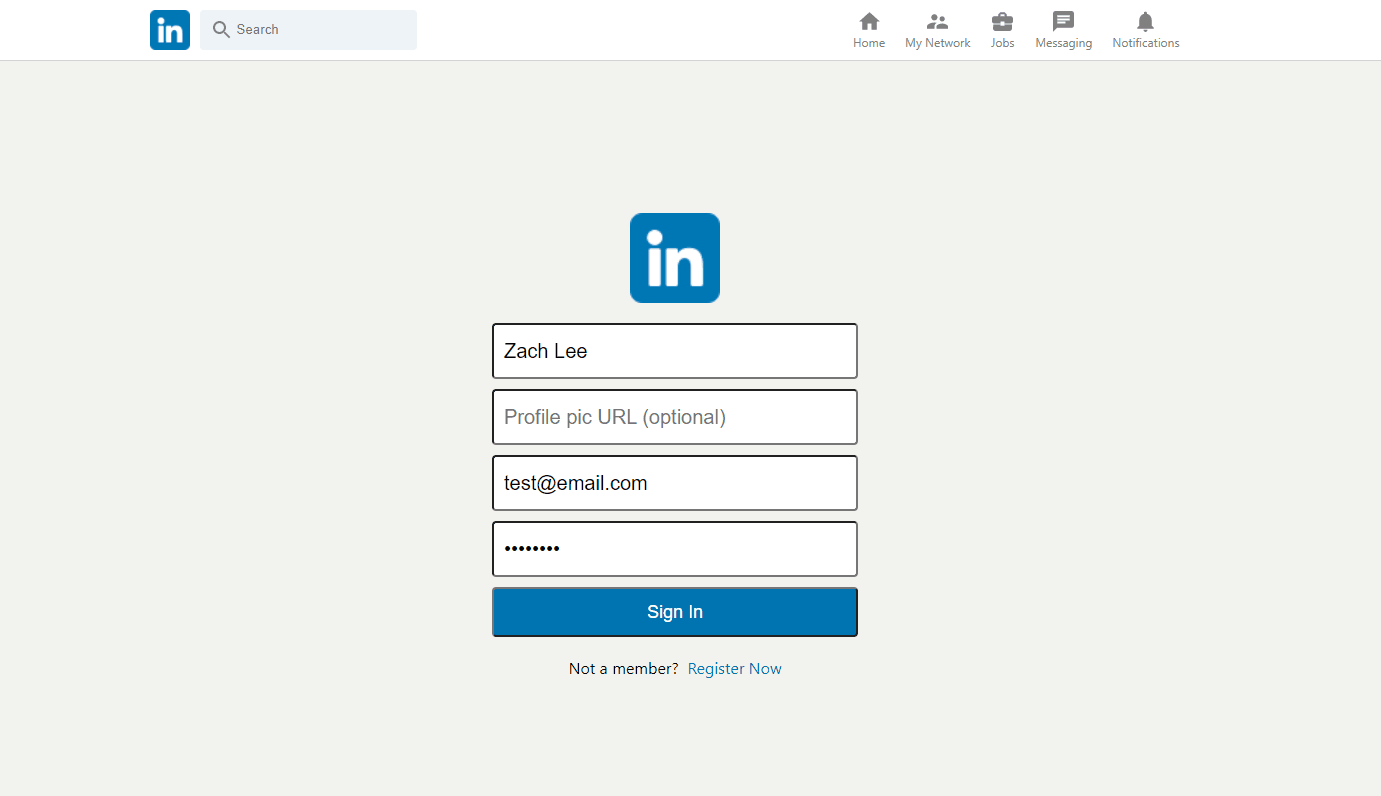 in Search Home My Network Jobs Messaging Notifications
in
Zach Lee
Profile pic URL (optional)
test@email.com
••••••••
Sign In
Not a member? Register Now